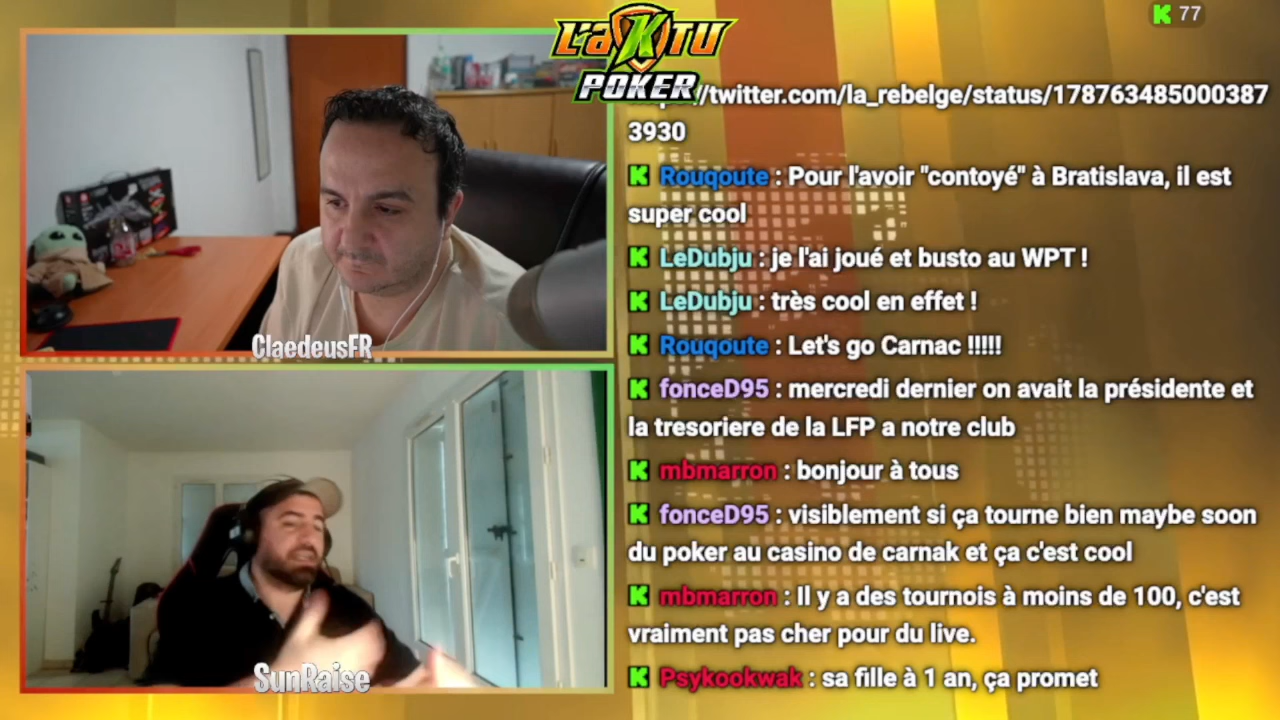 L'aKTU
POKER
K 77
//twitter.com/la_rebelge/status/178763485000387
3930
Rouqoute : Pour l'avoir "contoyé" à Bratislava, il est
super cool
LeDubju : je l'ai joué et busto au WPT !
LeDubju : très cool en effet !
Rouqoute : Let's go Carnac !!!!!
fonceD95 : mercredi dernier on avait la présidente et
la tresoriere de la LFP a notre club
mbmarron : bonjour à tous
fonceD95 : visiblement si ça tourne bien maybe soon
du poker au casino de carnak et ça c'est cool
mbmarron : Il y a des tournois à moins de 100, c'est
vraiment pas cher pour du live.
Psykookwak : sa fille à 1 an, ça promet
ClaedeusFR
SunRaise